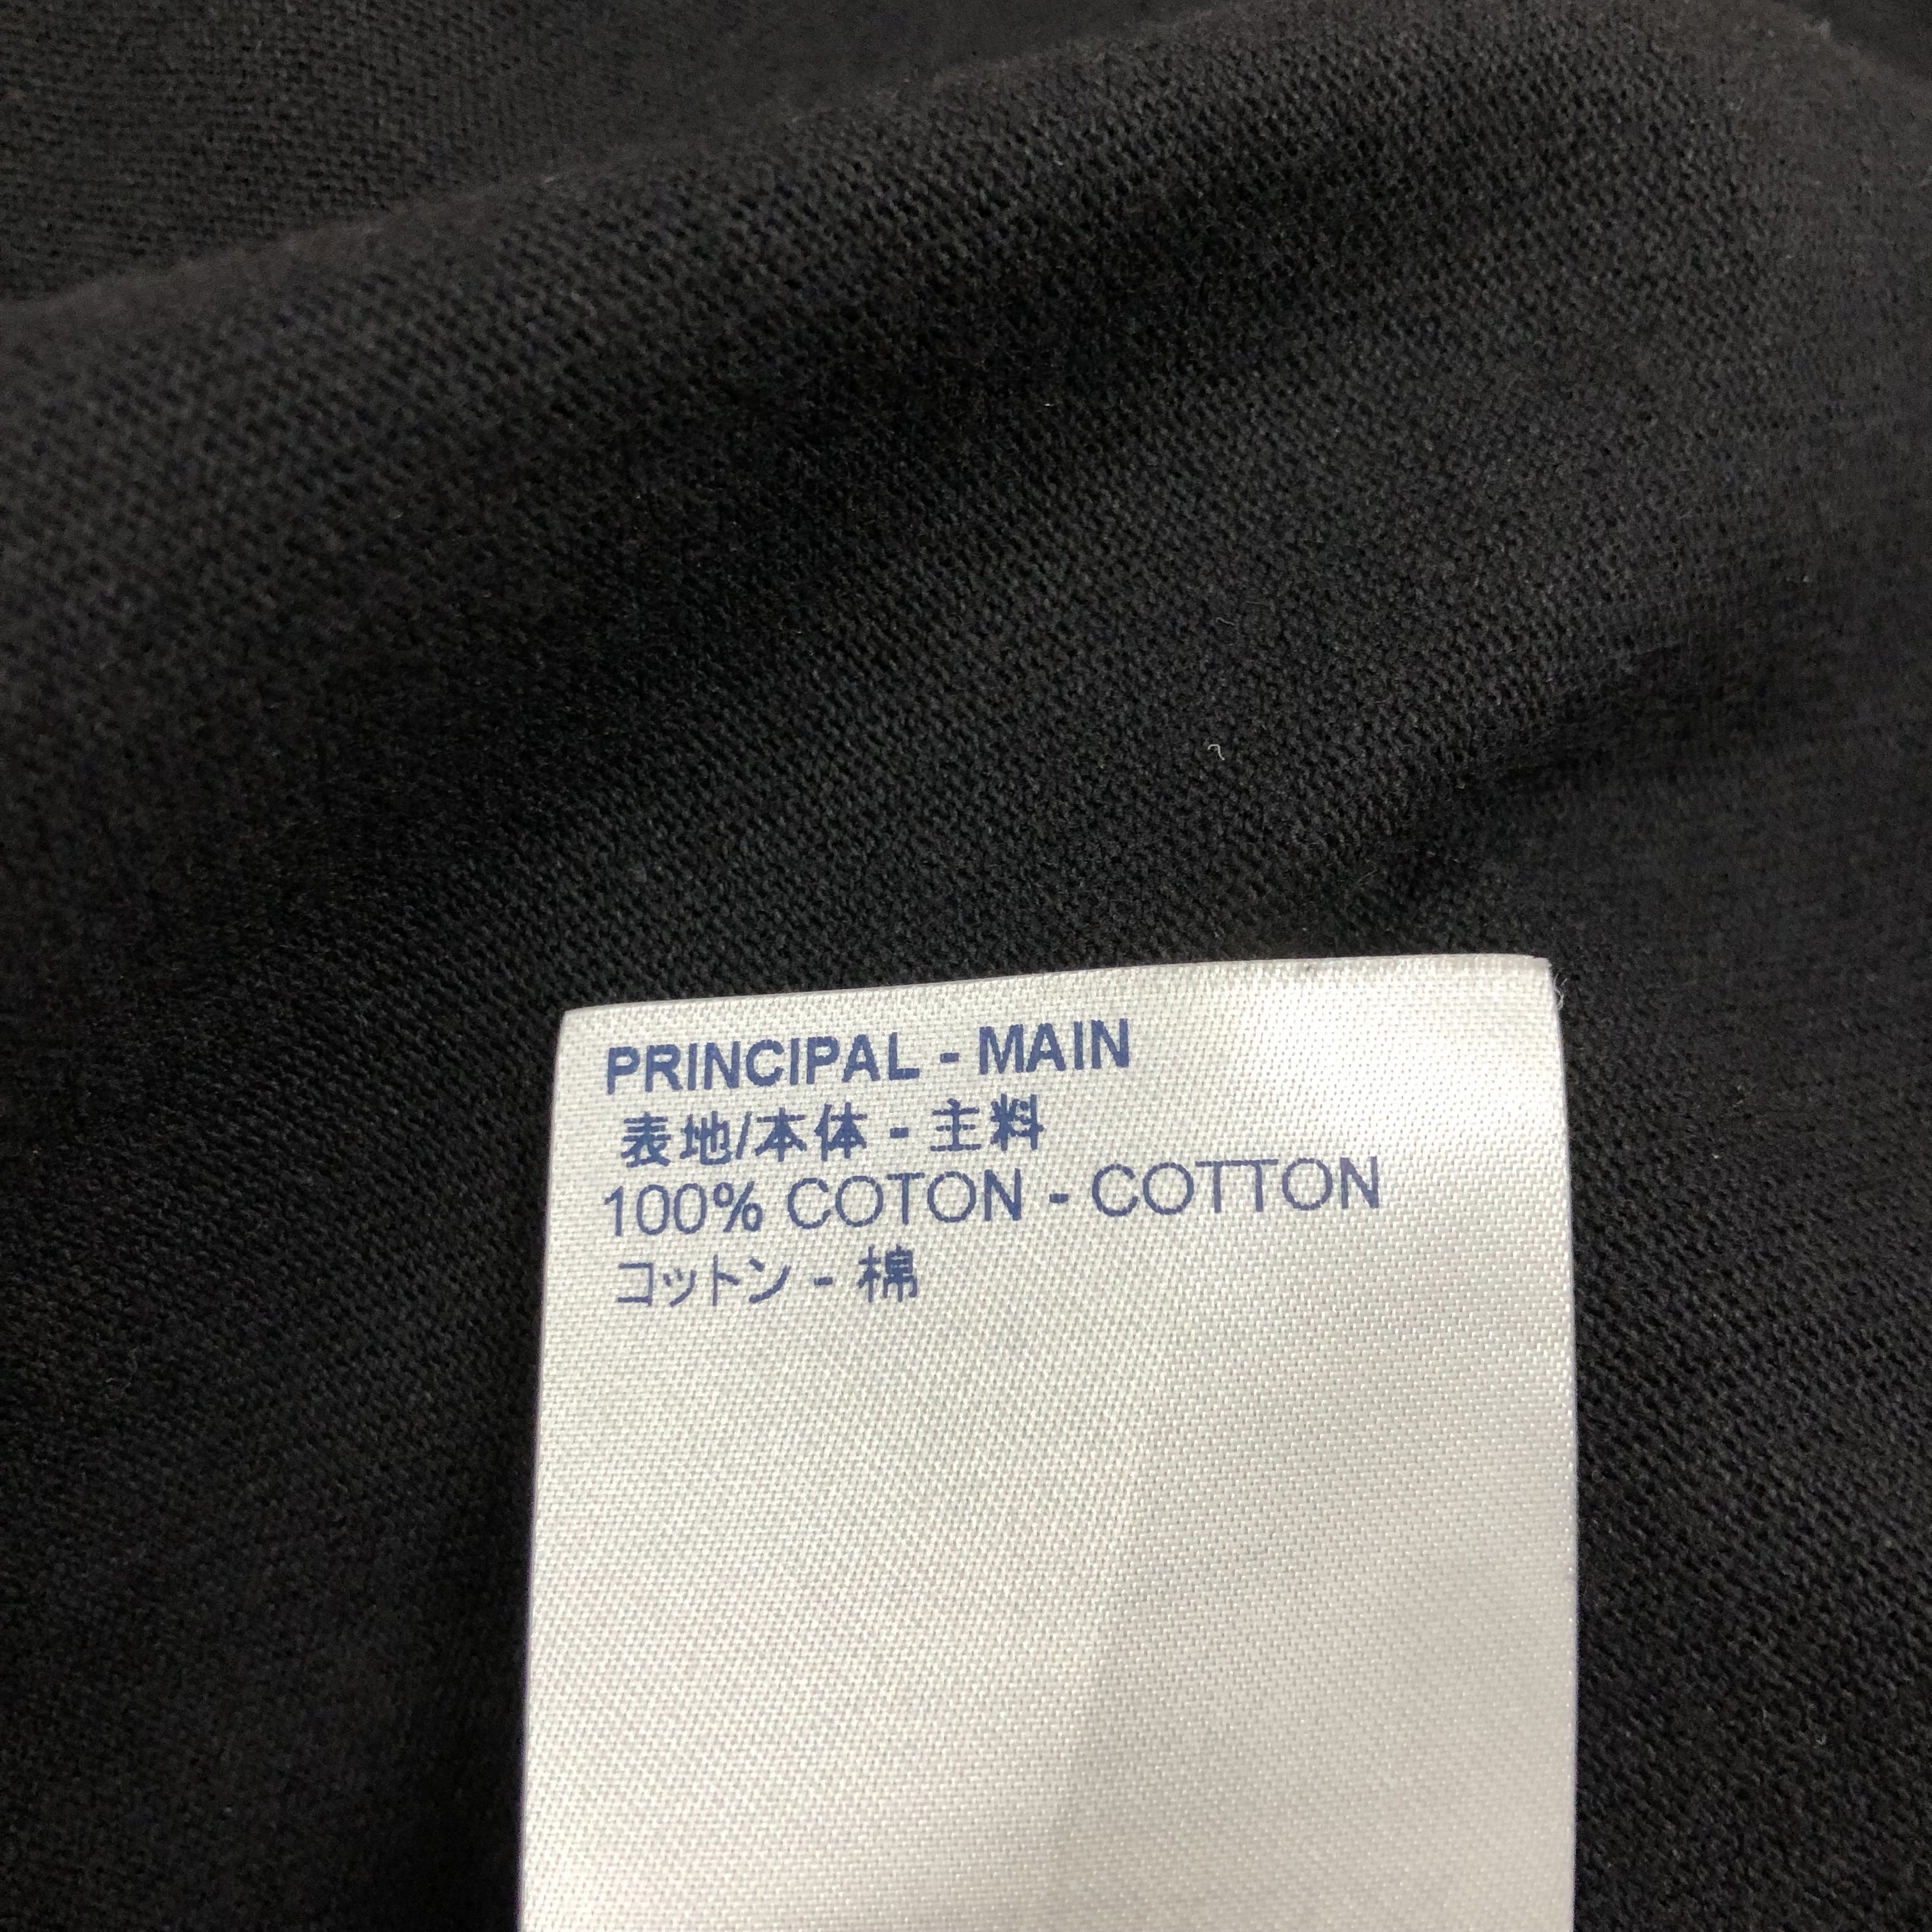 PRINCIPAL - MAIN
表地/本体 - 主料
100% COTON - COTTON
コットン - 棉